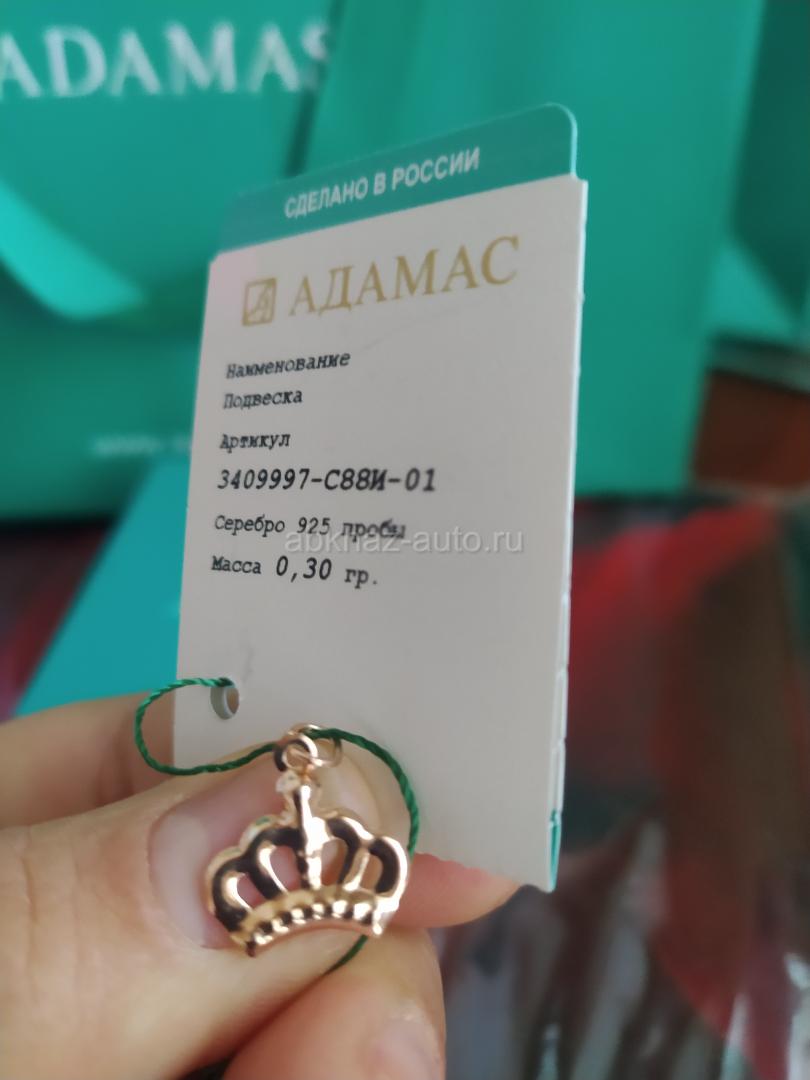 ADAMAS
СДЕЛАНО В РОССИИ
АДАМАС
Наименование
Подвеска
Артикул
3409997-С88И-01
Серебро 925 пробы
abkhaz-auto.ru
Масса 0,30 гр.